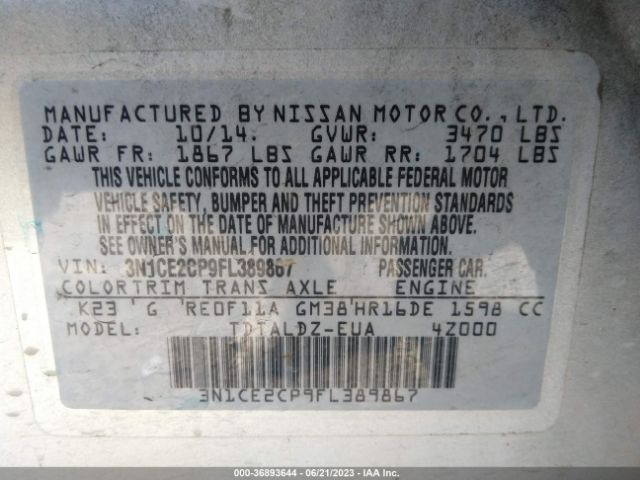 MANUFACTURED BY NISSAN MOTOR CO., LTD.
DATE: 10/14. GVWR: 3470 LBS
GAWR FR: 1867 LBS GAWR RR: 1704 LBS
THIS VEHICLE CONFORMS TO ALL APPLICABLE FEDERAL MOTOR
VEHICLE SAFETY, BUMPER AND THEFT PREVENTION STANDARDS
IN EFFECT ON THE DATE OF MANUFACTURE SHOWN ABOVE.
SEE OWNER'S MANUAL FOR ADDITIONAL INFORMATION.
VIN: 3N1CE2CP9FL389867 PASSENGER CAR.
COLORTRIM TRANS AXLE ENGINE
K23 'G 'RE0F11A GM38'HR16DE 1598 CC
MODEL: TDTALDZ-EUA 4Z000
3N1CE2CP9FL389867
000-36893644 - 06/21/2023 - IAA Inc.